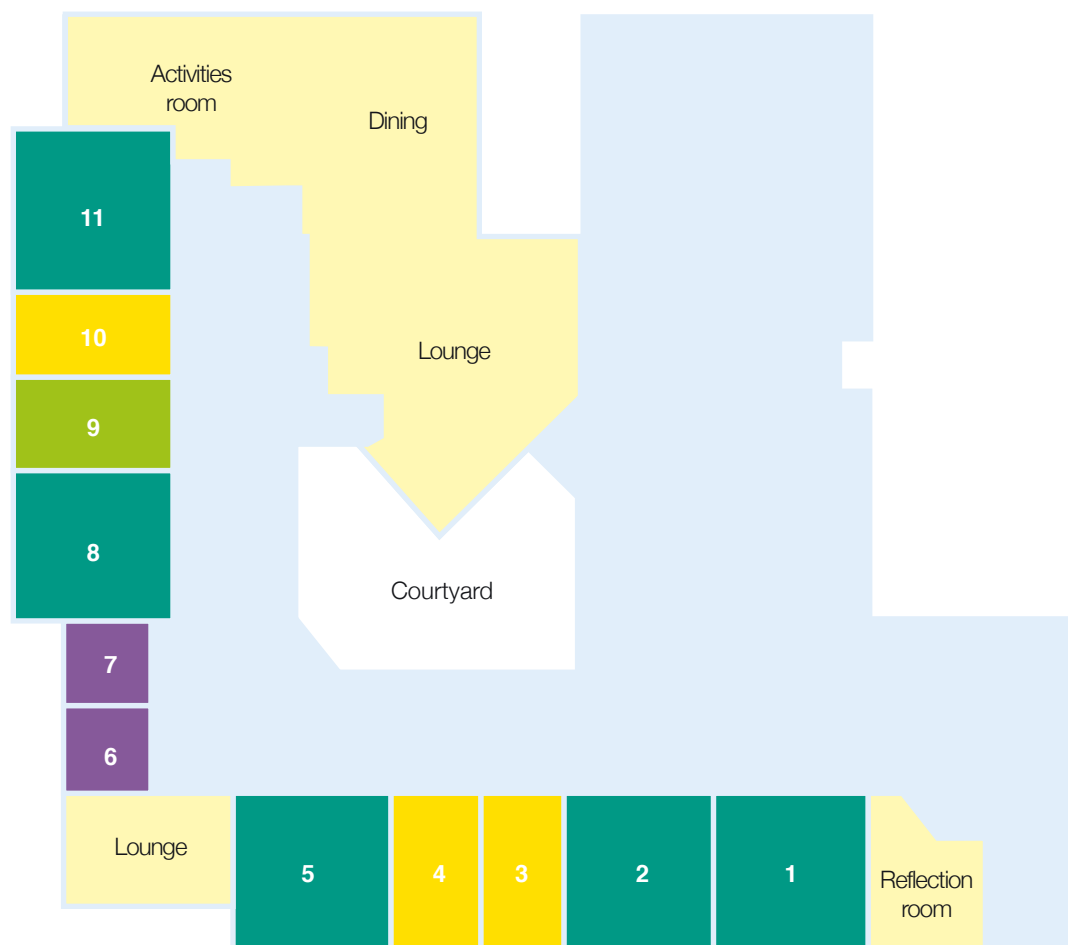 Activities
room
Dining
11
10
Lounge
9
8
Courtyard
7
6
Lounge
5
4
3
2
1
Reflection
room